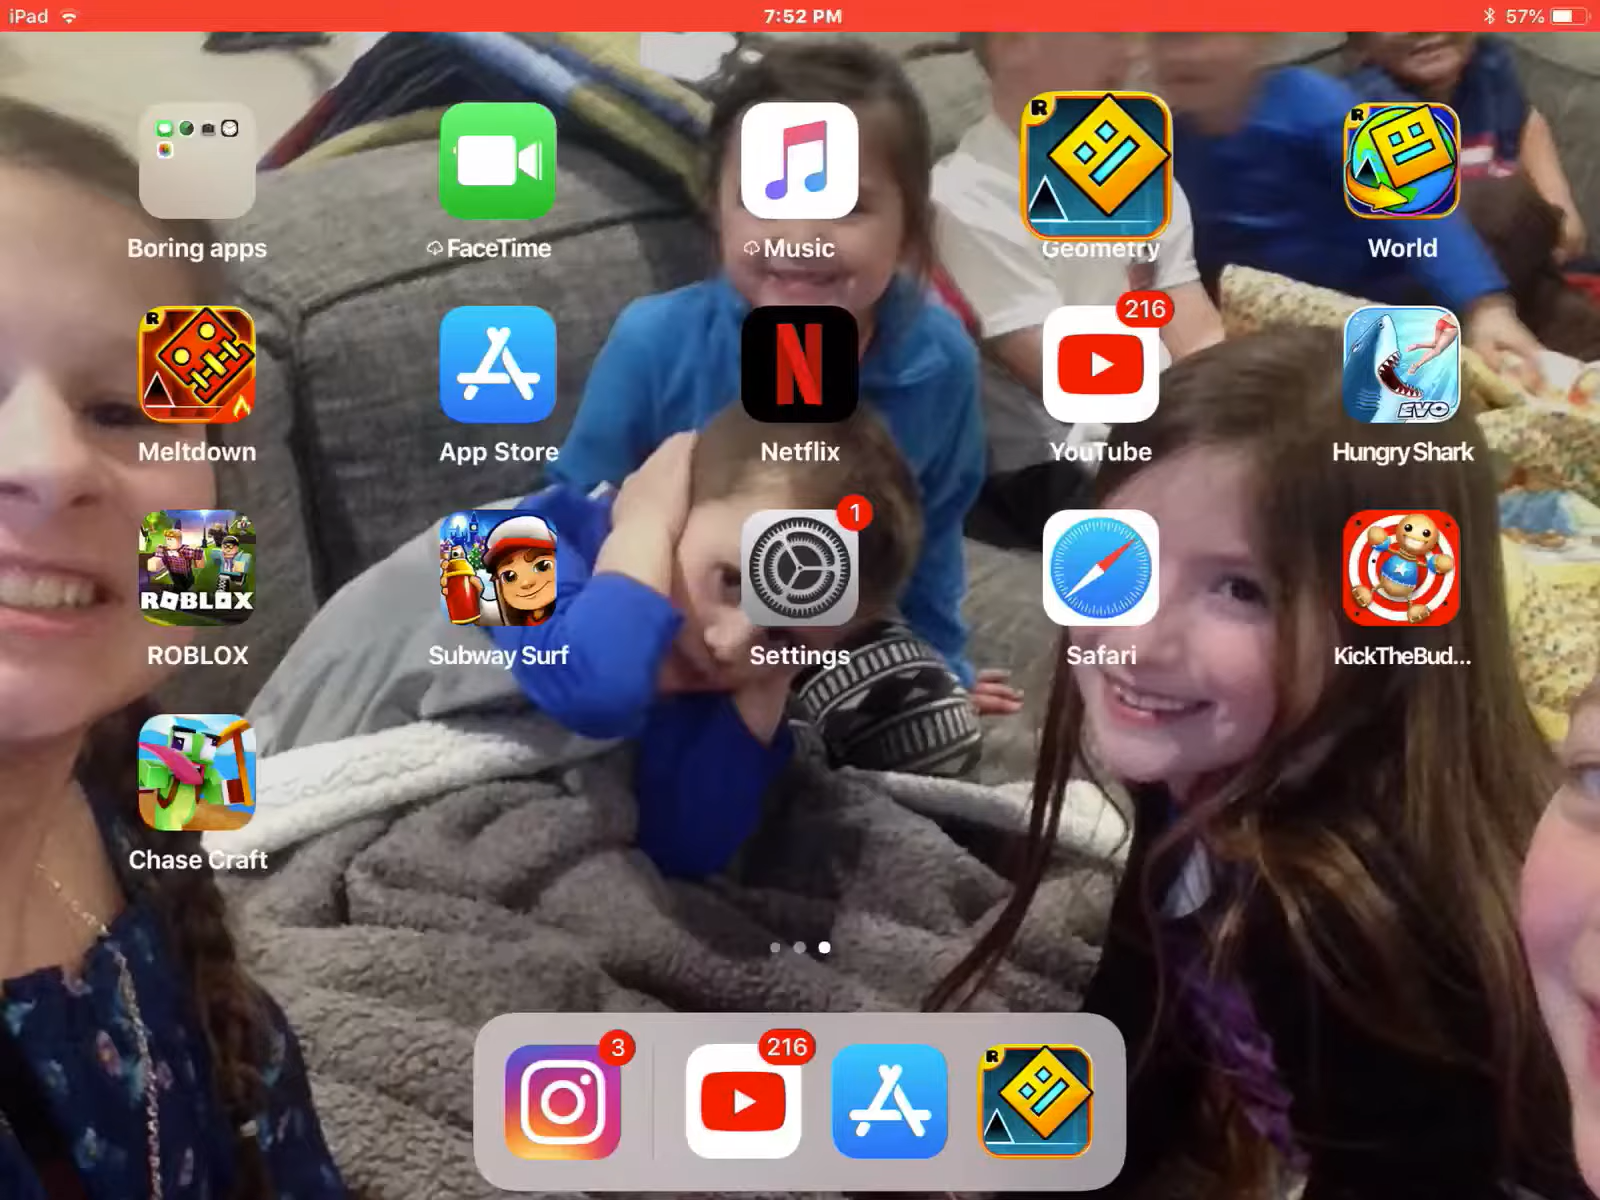 iPad 7:52 PM 57%
Boring apps FaceTime Music Geometry World
216
EVO
Meltdown App Store Netflix YouTube Hungry Shark
1
ROBLOX
ROBLOX Subway Surf Settings Safari KickTheBud...
Chase Craft
3 216